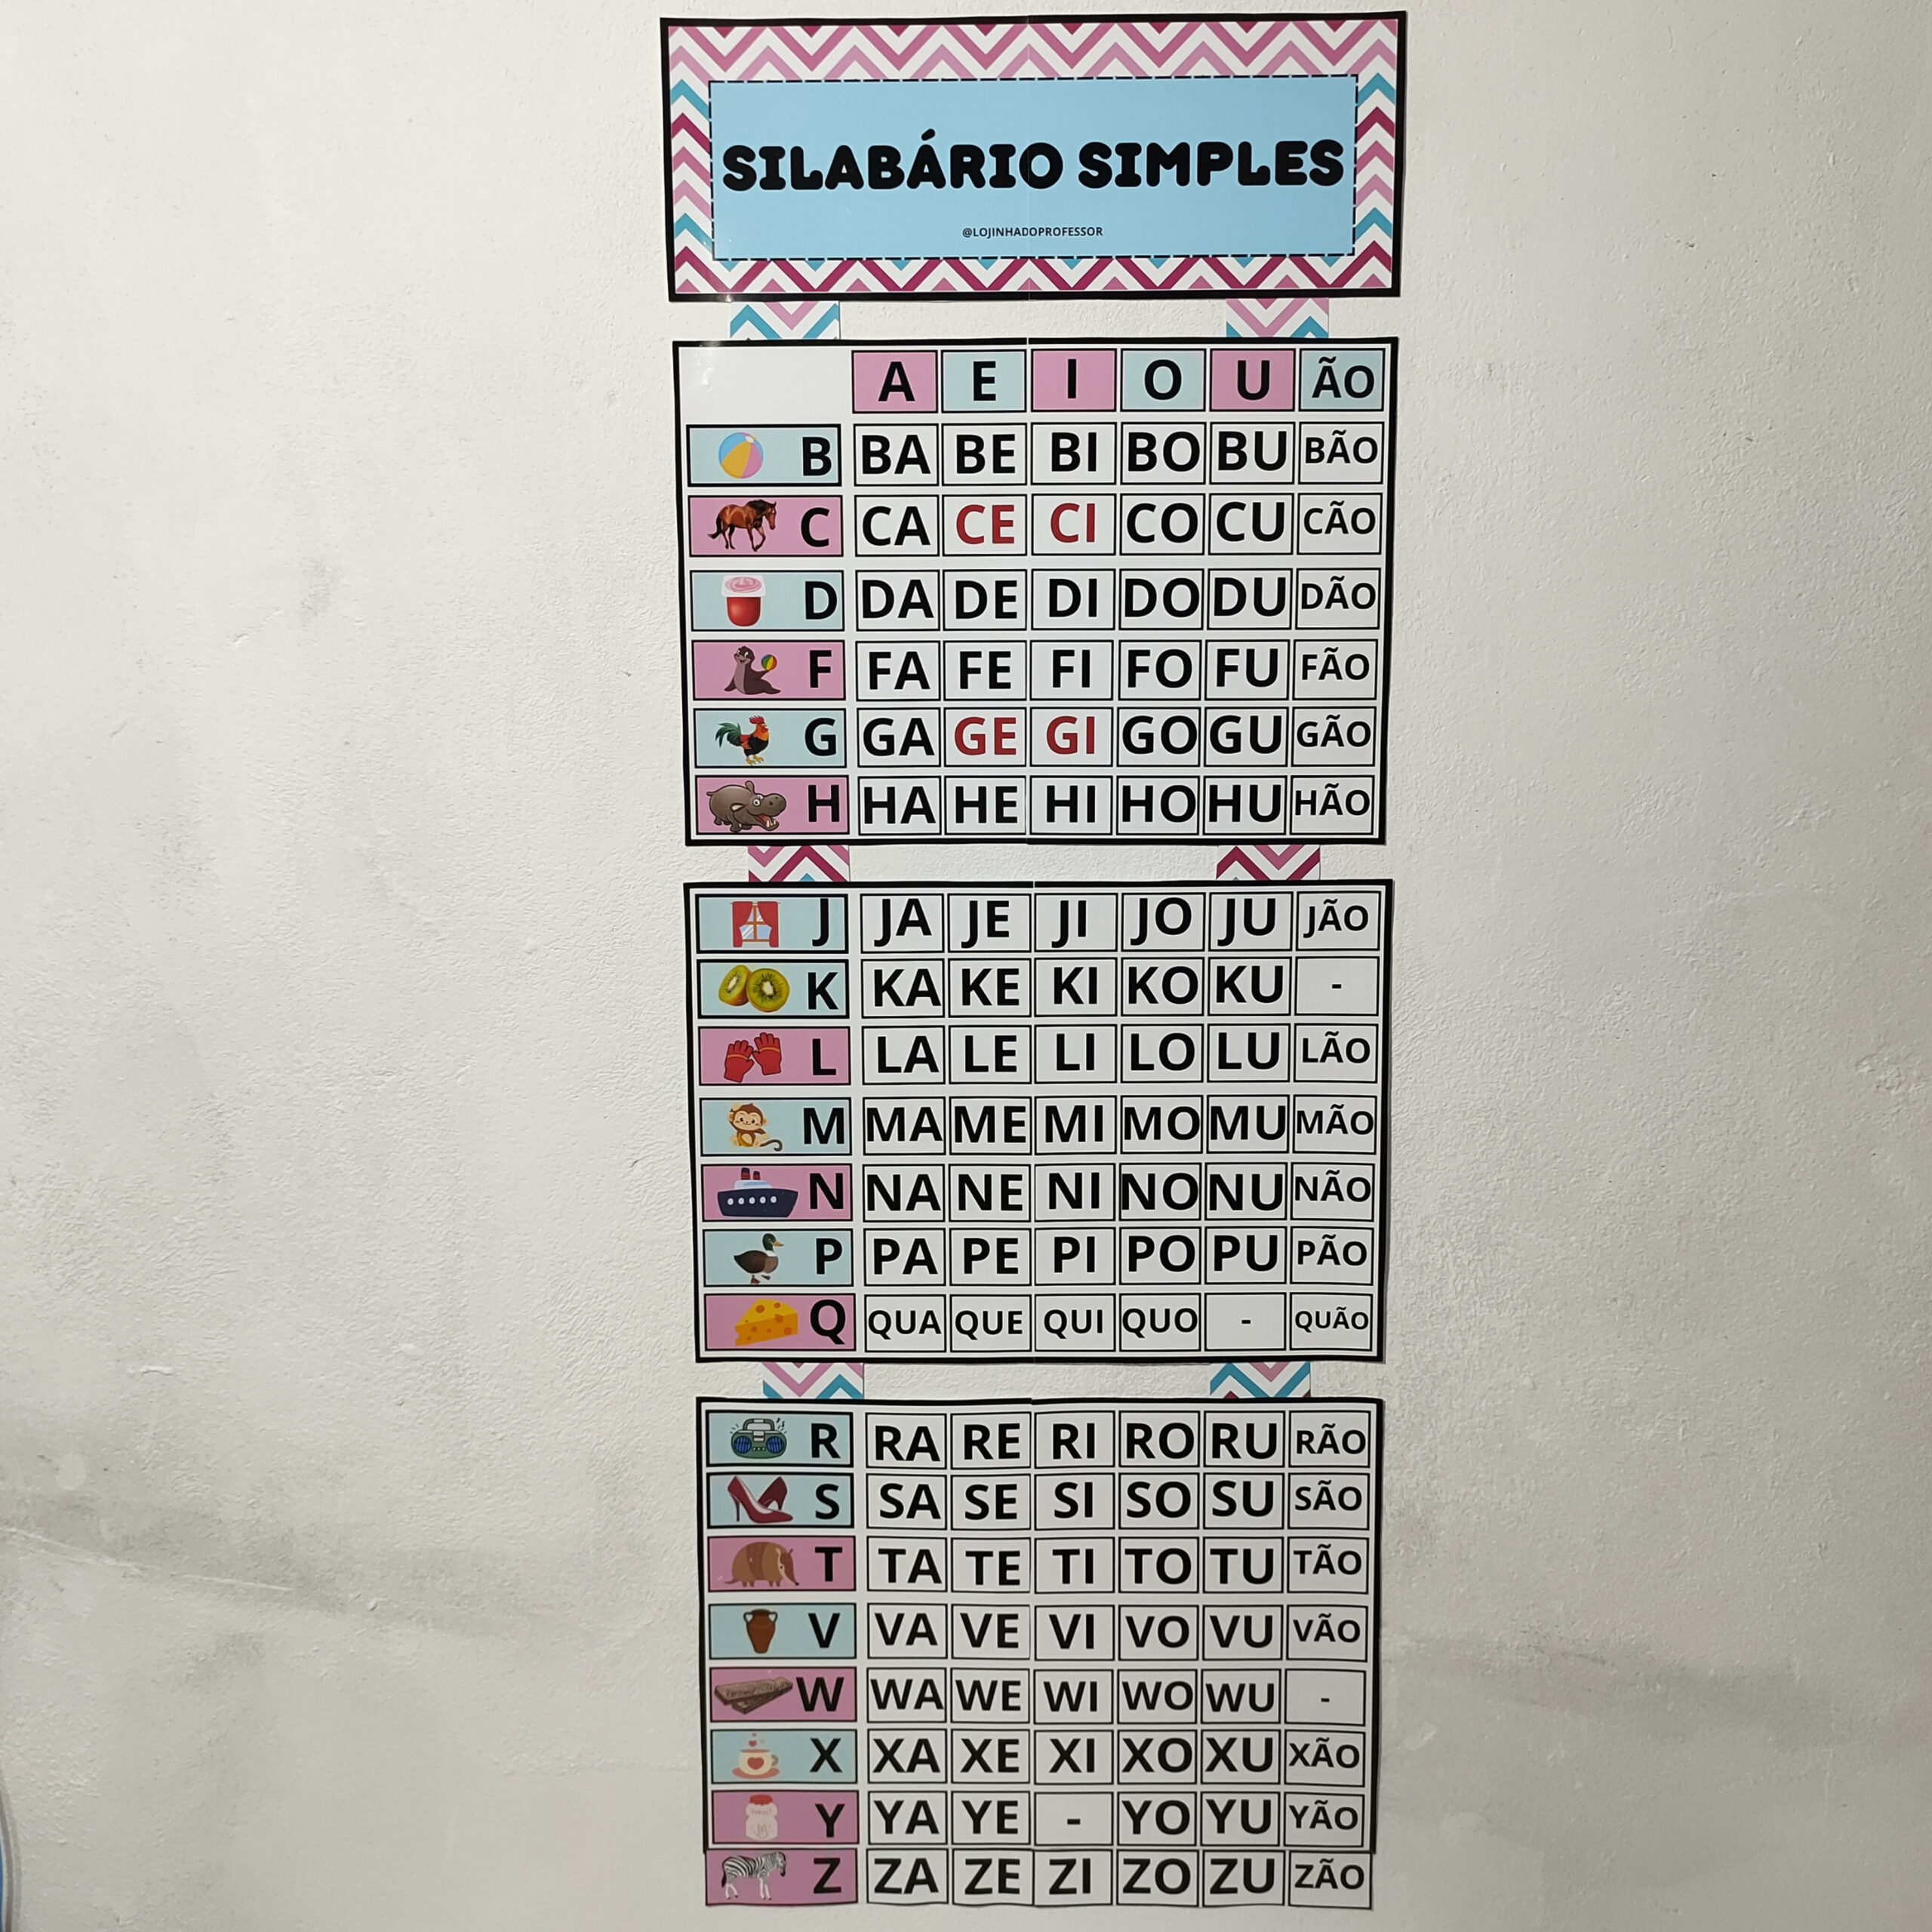 SILABÁRIO SIMPLES
@LOJINHADOPROFESSOR
A E I O U ÃO
B BA BE BI BO BU BÃO
C CA CE CI CO CU CÃO
D DA DE DI DO DU DÃO
F FA FE FI FO FU FÃO
G GA GE GI GO GU GÃO
H HA HE HI HO HU HÃO
J JA JE JI JO JU JÃO
K KA KE KI KO KU -
L LA LE LI LO LU LÃO
M MA ME MI MO MU MÃO
N NA NE NI NO NU NÃO
P PA PE PI PO PU PÃO
Q QUA QUE QUI QUO - QUÃO
R RA RE RI RO RU RÃO
S SA SE SI SO SU SÃO
T TA TE TI TO TU TÃO
V VA VE VI VO VU VÃO
W WA WE WI WO WU -
X XA XE XI XO XU XÃO
Y YA YE - YO YU YÃO
Z ZA ZE ZI ZO ZU ZÃO